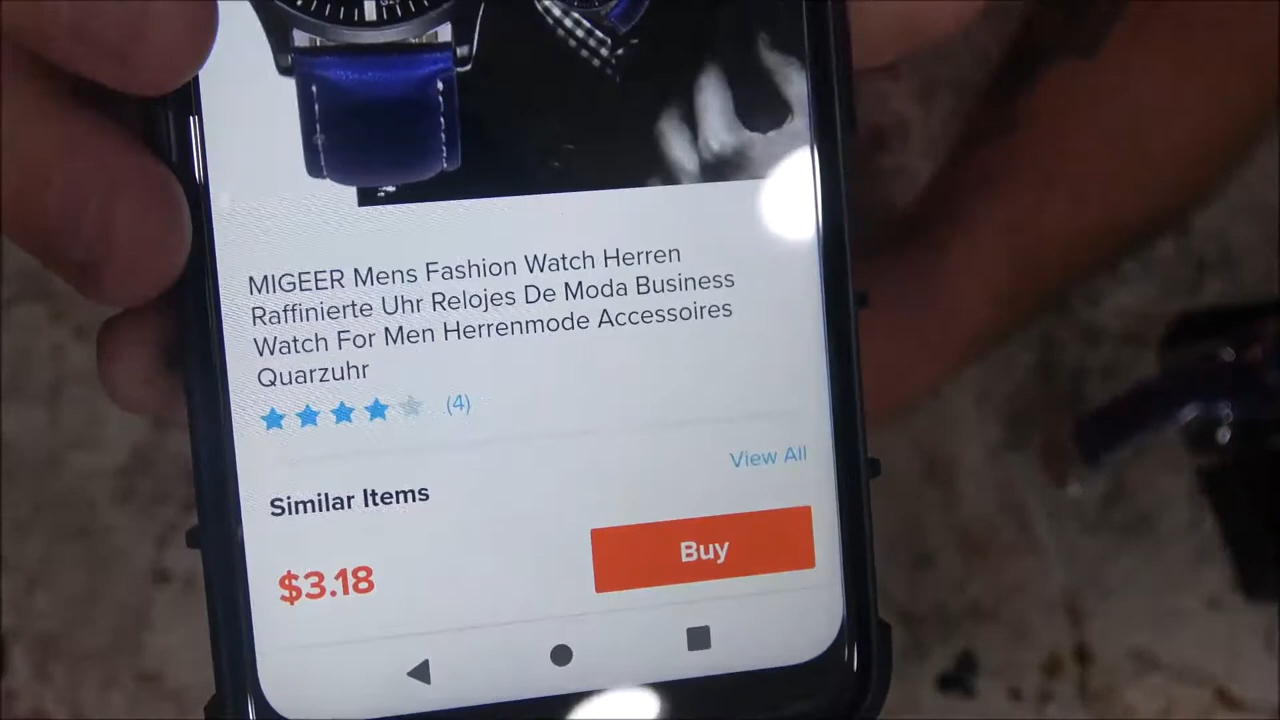 MIGEER Mens Fashion Watch Herren
Raffinierte Uhr Relojes De Moda Business
Watch For Men Herrenmode Accessoires
Quarzuhr
(4)
View All
Similar Items
$3.18
Buy